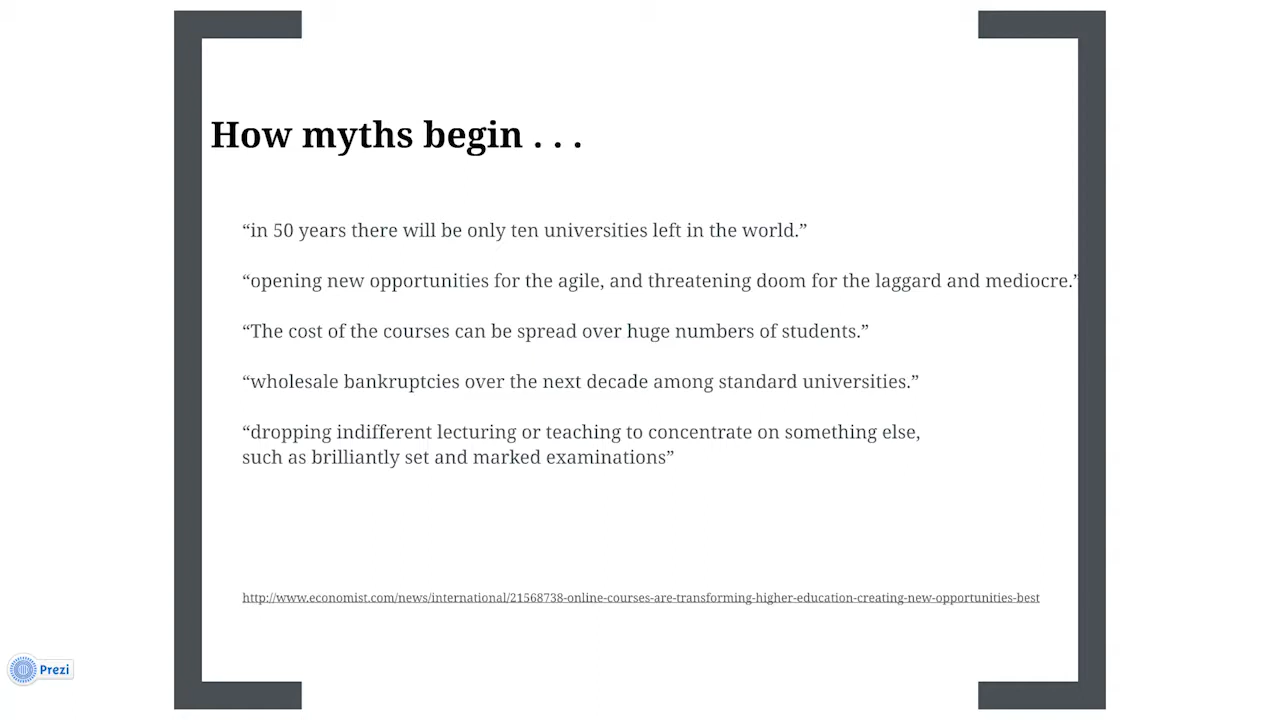 How myths begin . . .
“in 50 years there will be only ten universities left in the world.”
“opening new opportunities for the agile, and threatening doom for the laggard and mediocre.”
“The cost of the courses can be spread over huge numbers of students.”
“wholesale bankruptcies over the next decade among standard universities.”
“dropping indifferent lecturing or teaching to concentrate on something else,
such as brilliantly set and marked examinations”
http://www.economist.com/news/international/21568738-online-courses-are-transforming-higher-education-creating-new-opportunities-best
Prezi